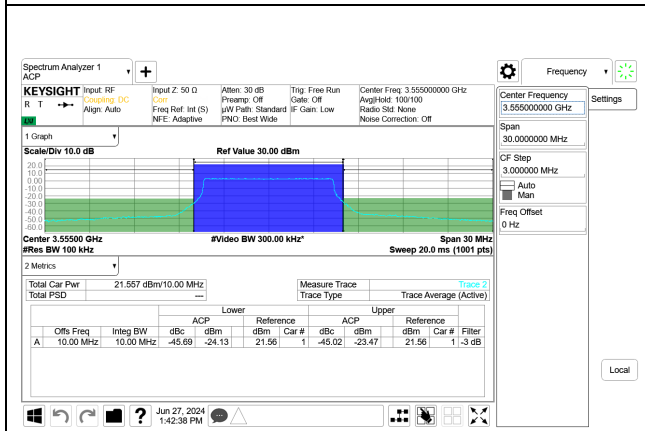 Spectrum Analyzer 1
ACP
Frequency
KEYSIGHT
R T
LW
Input: RF
Coupling: DC
Align: Auto
Input Z: 50 Ω
Corr
Freq Ref: Int (S)
NFE: Adaptive
Atten: 30 dB
Preamp: Off
µW Path: Standard
PNO: Best Wide
Trig: Free Run
Gate: Off
IF Gain: Low
Center Freq: 3.555000000 GHz
Avg|Hold: 100/100
Radio Std: None
Noise Correction: Off
Center Frequency
3.555000000 GHz
Settings
Span
30.0000000 MHz
CF Step
3.000000 MHz
Auto
Man
Freq Offset
0 Hz
1 Graph
Scale/Div 10.0 dB
Ref Value 30.00 dBm
20.0
10.0
0.00
-10.0
-20.0
-30.0
-40.0
-50.0
-60.0
Center 3.55500 GHz
#Video BW 300.00 kHz*
Span 30 MHz
#Res BW 100 kHz
Sweep 20.0 ms (1001 pts)
2 Metrics
Total Car Pwr 21.557 dBm/10.00 MHz
Total PSD ---
Measure Trace Trace 2
Trace Type Trace Average (Active)
Lower Upper
ACP Reference ACP Reference
Offs Freq Integ BW dBc dBm dBm Car # dBc dBm dBm Car # Filter
A 10.00 MHz 10.00 MHz -45.69 -24.13 21.56 1 -45.02 -23.47 21.56 1 -3 dB
Local
?
Jun 27, 2024
1:42:38 PM